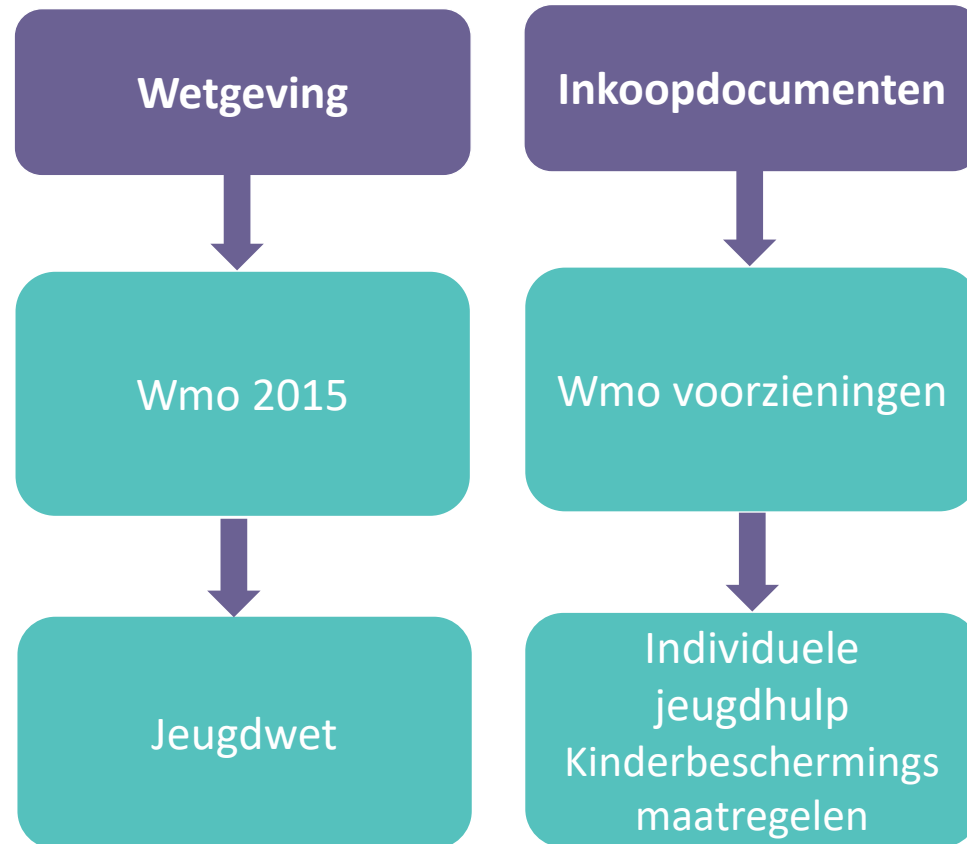 Wetgeving
Inkoopdocumenten
Wmo 2015
Wmo voorzieningen
Jeugdwet
Individuele
jeugdhulp
Kinderbeschermings
maatregelen